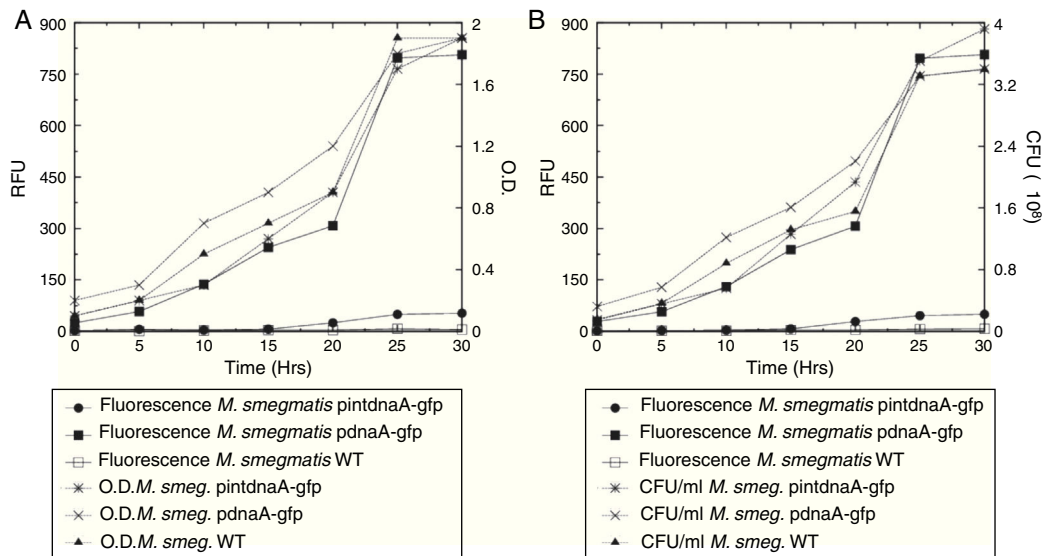 A
B
900
750
600
450
300
150
0
RFU
2
1.6
1.2
0.8
0.4
0
O.D.
0 5 10 15 20 25 30
Time (Hrs)
900
750
600
450
300
150
0
RFU
4
3.2
2.4
1.6
0.8
0
CFU ( 10⁸)
0 5 10 15 20 25 30
Time (Hrs)
Fluorescence M. smegmatis pintdnaA-gfp
Fluorescence M. smegmatis pdnaA-gfp
Fluorescence M. smegmatis WT
O.D.M. smeg. pintdnaA-gfp
O.D.M. smeg. pdnaA-gfp
O.D.M. smeg. WT
Fluorescence M. smegmatis pintdnaA-gfp
Fluorescence M. smegmatis pdnaA-gfp
Fluorescence M. smegmatis WT
CFU/ml M. smeg. pintdnaA-gfp
CFU/ml M. smeg. pdnaA-gfp
CFU/ml M. smeg. WT